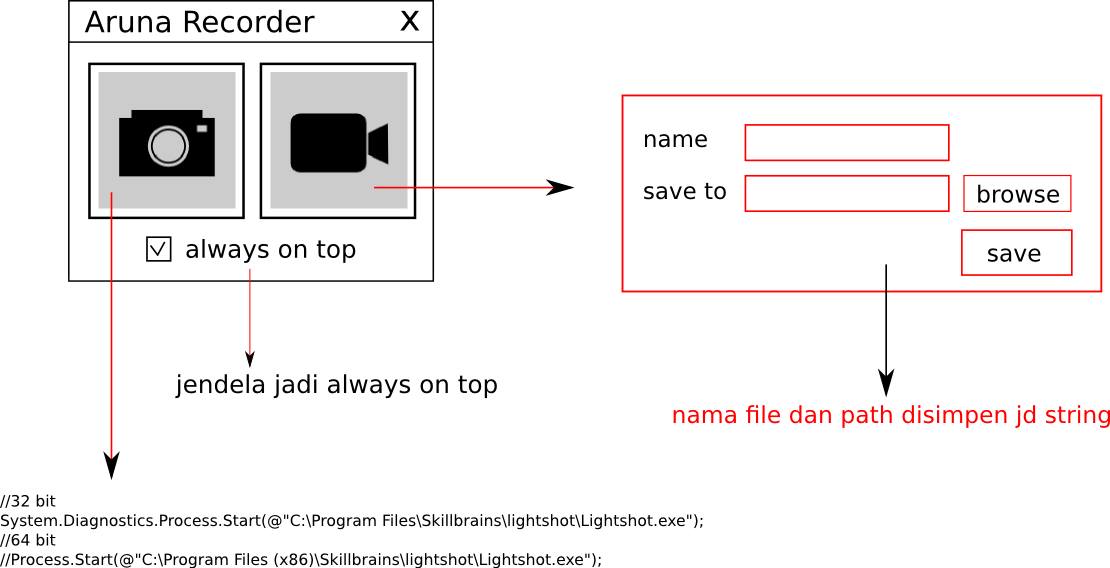 Aruna Recorder x
always on top
name
save to
browse
save
jendela jadi always on top
nama file dan path disimpen jd string
//32 bit
System.Diagnostics.Process.Start(@"C:\Program Files\Skillbrains\lightshot\Lightshot.exe");
//64 bit
//Process.Start(@"C:\Program Files (x86)\Skillbrains\lightshot\Lightshot.exe");